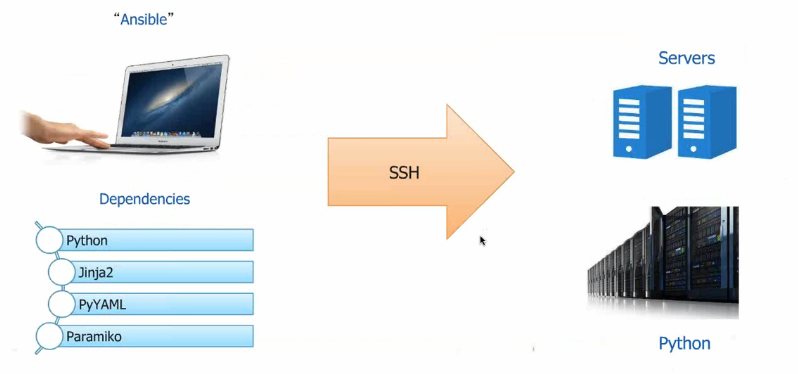 “Ansible”
Servers
SSH
Dependencies
Python
Jinja2
PyYAML
Paramiko
Python